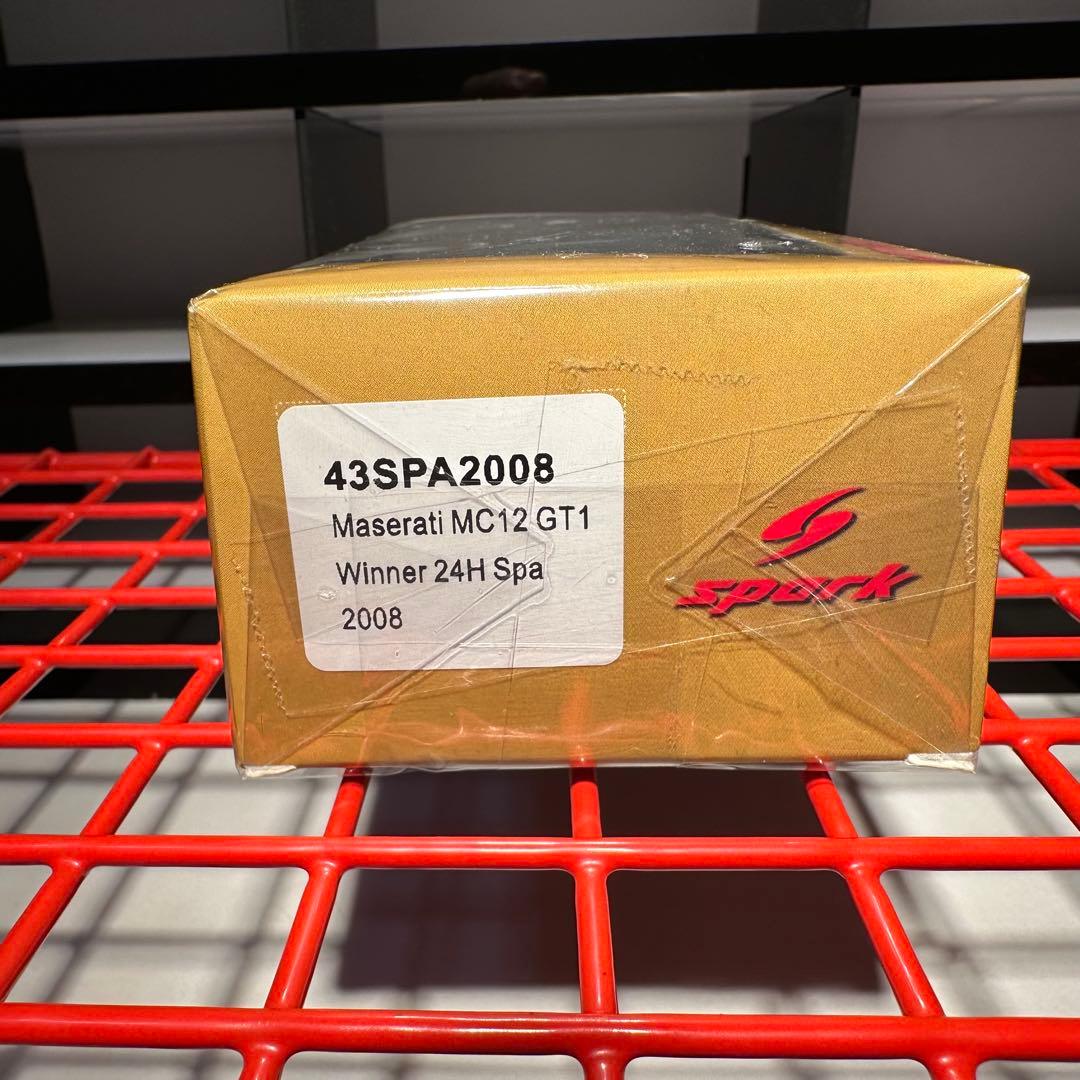 43SPA2008
Maserati MC12 GT1
Winner 24H Spa
2008
spark